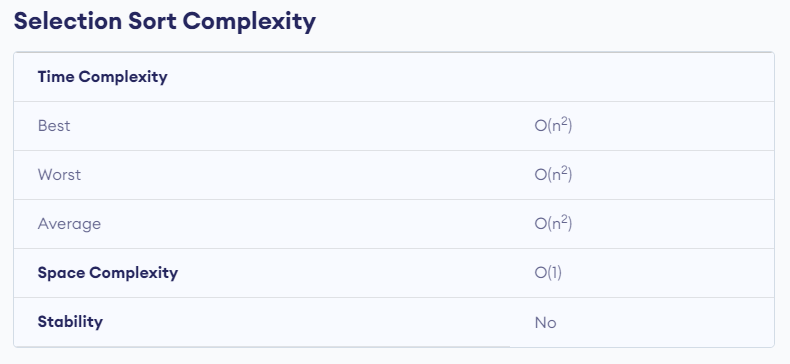 Selection Sort Complexity
Time Complexity
Best O(n²)
Worst O(n²)
Average O(n²)
Space Complexity O(1)
Stability No